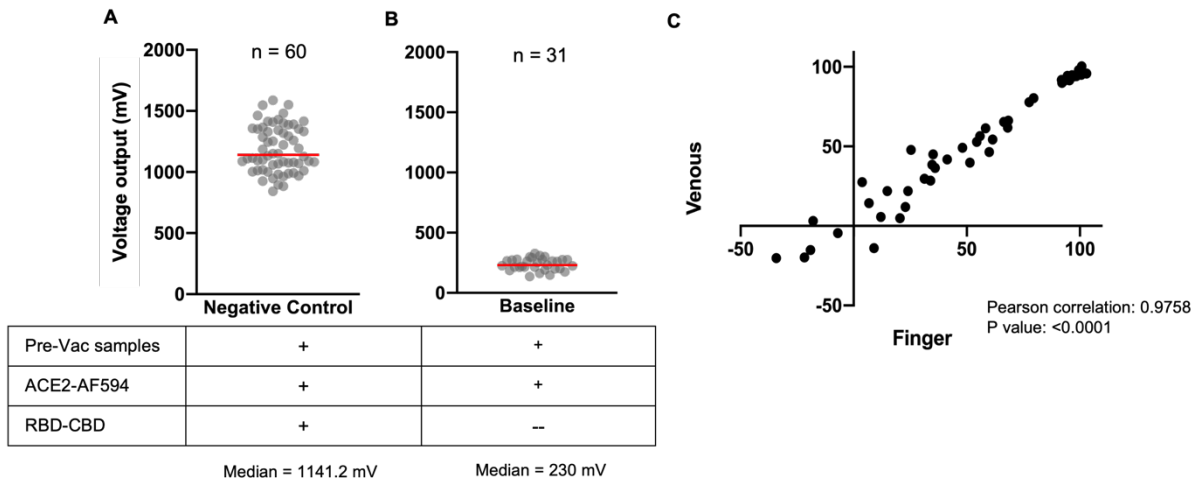 A
n = 60
2000
1500
1000
500
0
Voltage output (mV)
Negative Control
B
n = 31
2000
1500
1000
500
0
Baseline
C
100
50
-50
-50
50
100
Venous
Finger
Pearson correlation: 0.9758
P value: <0.0001
Pre-Vac samples + +
ACE2-AF594 + +
RBD-CBD + --
Median = 1141.2 mV Median = 230 mV